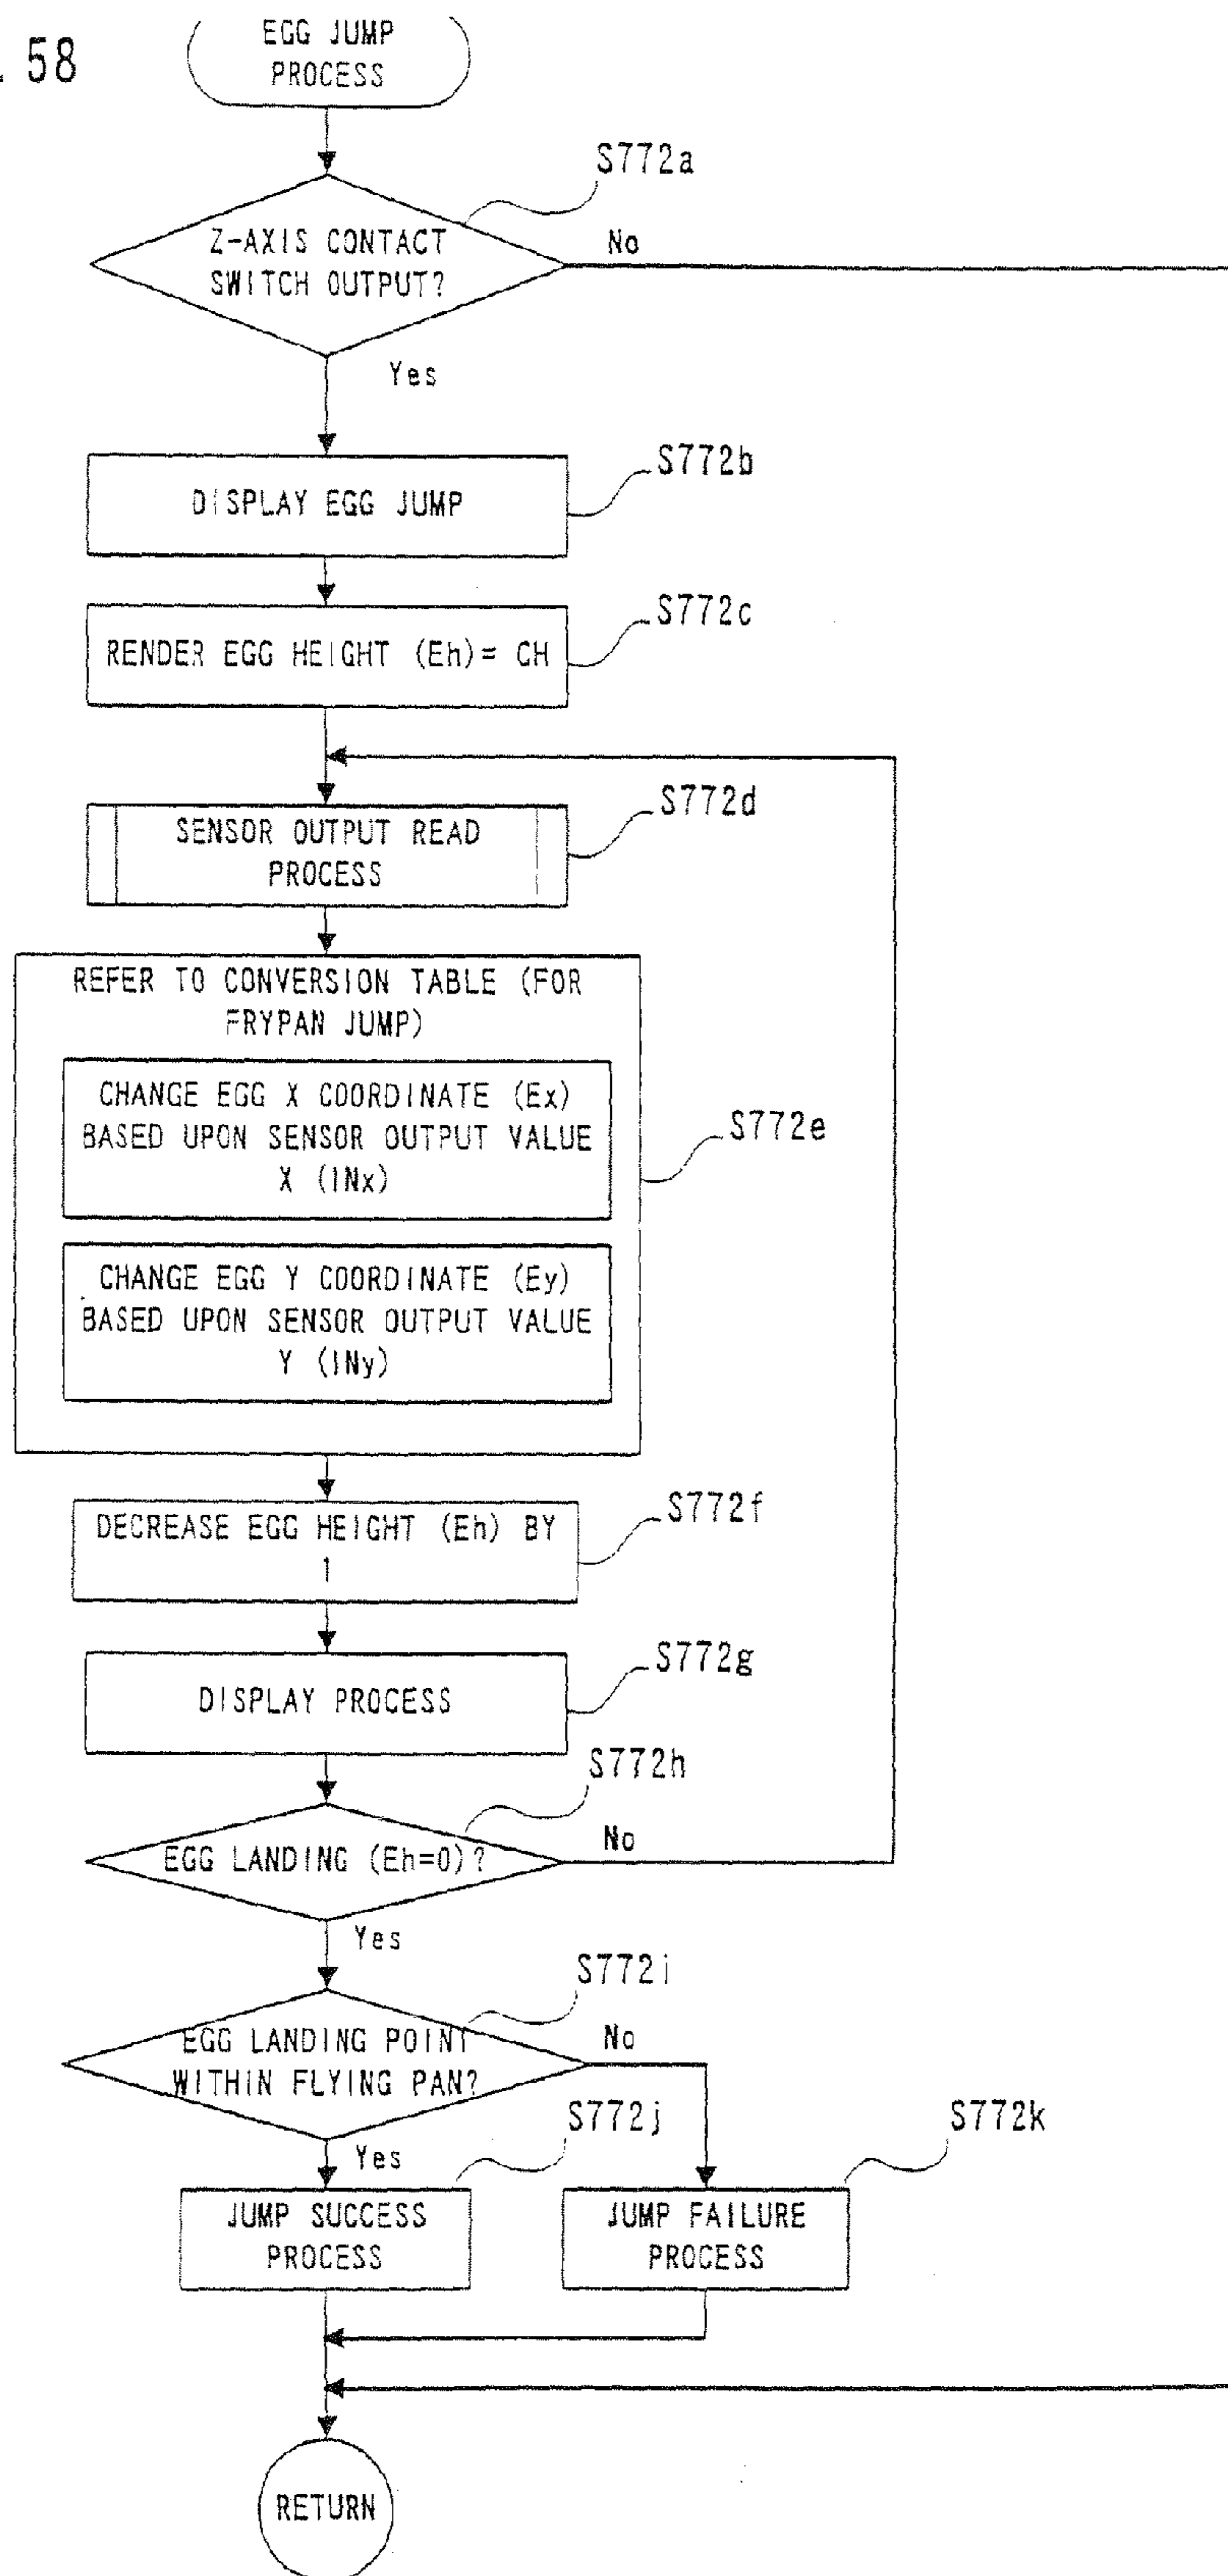 . 58
EGG JUMP
PROCESS
S772a
Z-AXIS CONTACT
SWITCH OUTPUT?
No
Yes
S772b
DISPLAY EGG JUMP
S772c
RENDER EGG HEIGHT (Eh)= CH
S772d
SENSOR OUTPUT READ
PROCESS
REFER TO CONVERSION TABLE (FOR
FRYPAN JUMP)
CHANGE EGG X COORDINATE (Ex)
BASED UPON SENSOR OUTPUT VALUE
X (INx)
S772e
CHANGE EGG Y COORDINATE (Ey)
BASED UPON SENSOR OUTPUT VALUE
Y (INy)
S772f
DECREASE EGG HEIGHT (Eh) BY
1
S772g
DISPLAY PROCESS
S772h
EGG LANDING (Eh=0)?
No
Yes
S772i
EGG LANDING POINT
WITHIN FLYING PAN?
No
Yes
S772j
S772k
JUMP SUCCESS
PROCESS
JUMP FAILURE
PROCESS
RETURN